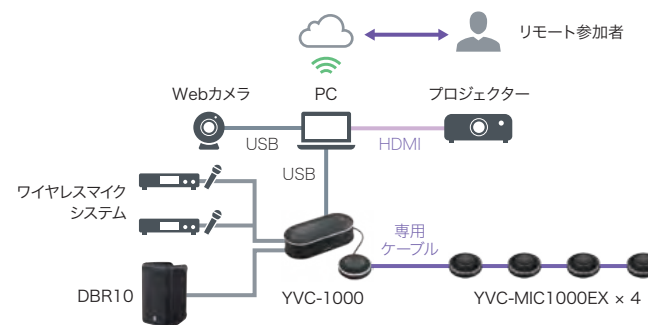 リモート参加者
Webカメラ
PC
プロジェクター
USB
HDMI
USB
ワイヤレスマイク
システム
専用
ケーブル
DBR10
YVC-1000
YVC-MIC1000EX × 4